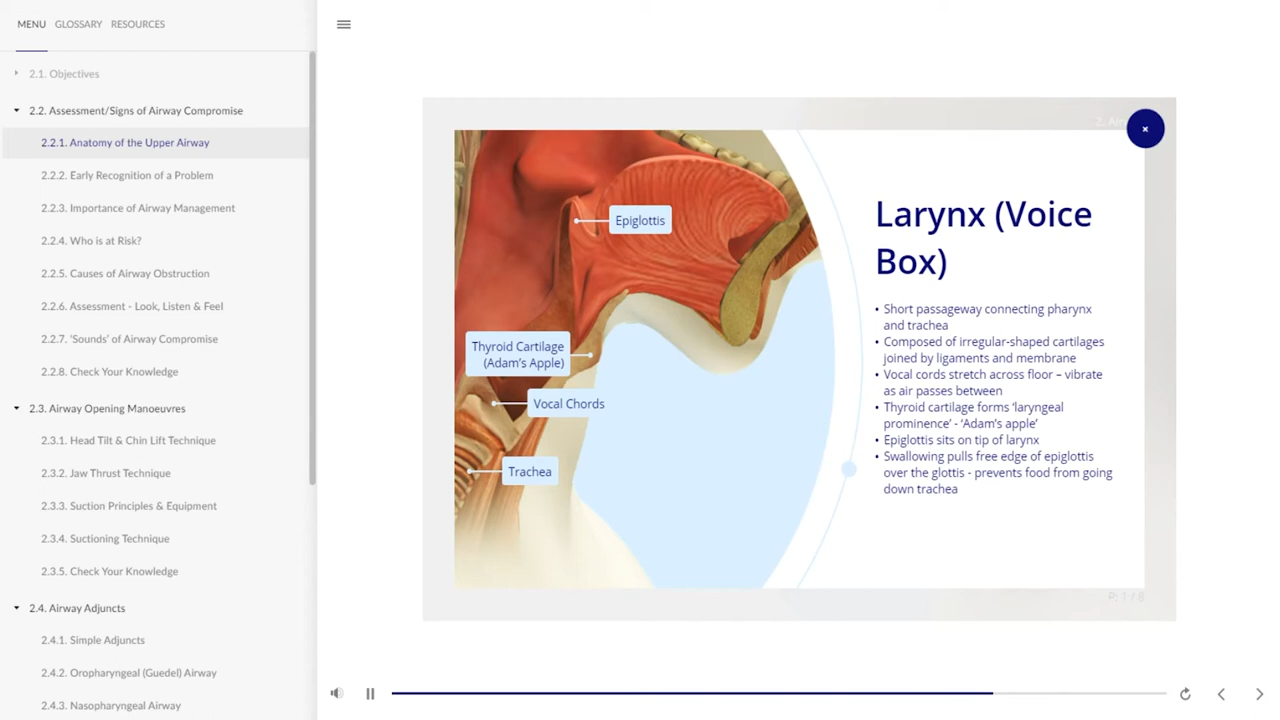 MENU GLOSSARY RESOURCES
2.1. Objectives
2.2. Assessment/Signs of Airway Compromise
2.2.1. Anatomy of the Upper Airway
2.2.2. Early Recognition of a Problem
2.2.3. Importance of Airway Management
2.2.4. Who is at Risk?
2.2.5. Causes of Airway Obstruction
2.2.6. Assessment - Look, Listen & Feel
2.2.7. 'Sounds' of Airway Compromise
2.2.8. Check Your Knowledge
2.3. Airway Opening Manoeuvres
2.3.1. Head Tilt & Chin Lift Technique
2.3.2. Jaw Thrust Technique
2.3.3. Suction Principles & Equipment
2.3.4. Suctioning Technique
2.3.5. Check Your Knowledge
2.4. Airway Adjuncts
2.4.1. Simple Adjuncts
2.4.2. Oropharyngeal (Guedel) Airway
2.4.3. Nasopharyngeal Airway
Epiglottis
Thyroid Cartilage
(Adam's Apple)
Vocal Chords
Trachea
Larynx (Voice
Box)
• Short passageway connecting pharynx
and trachea
• Composed of irregular-shaped cartilages
joined by ligaments and membrane
• Vocal cords stretch across floor – vibrate
as air passes between
• Thyroid cartilage forms 'laryngeal
prominence' - 'Adam's apple'
• Epiglottis sits on tip of larynx
• Swallowing pulls free edge of epiglottis
over the glottis - prevents food from going
down trachea
P: 1 / 8